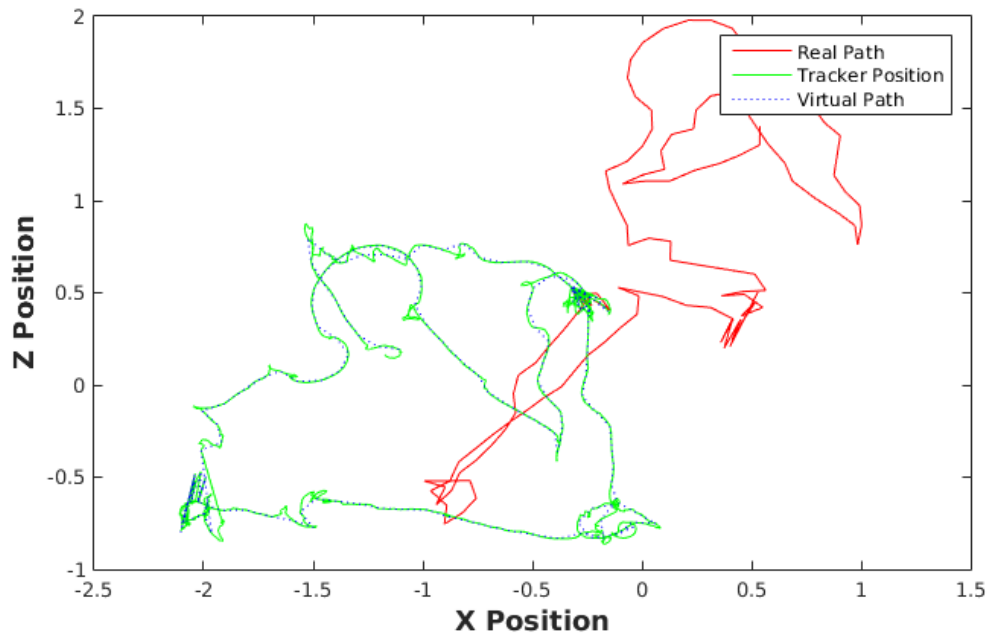 2
1.5
1
0.5
0
-0.5
-1
Z Position
Real Path
Tracker Position
Virtual Path
-2.5 -2 -1.5 -1 -0.5 0 0.5 1 1.5
X Position